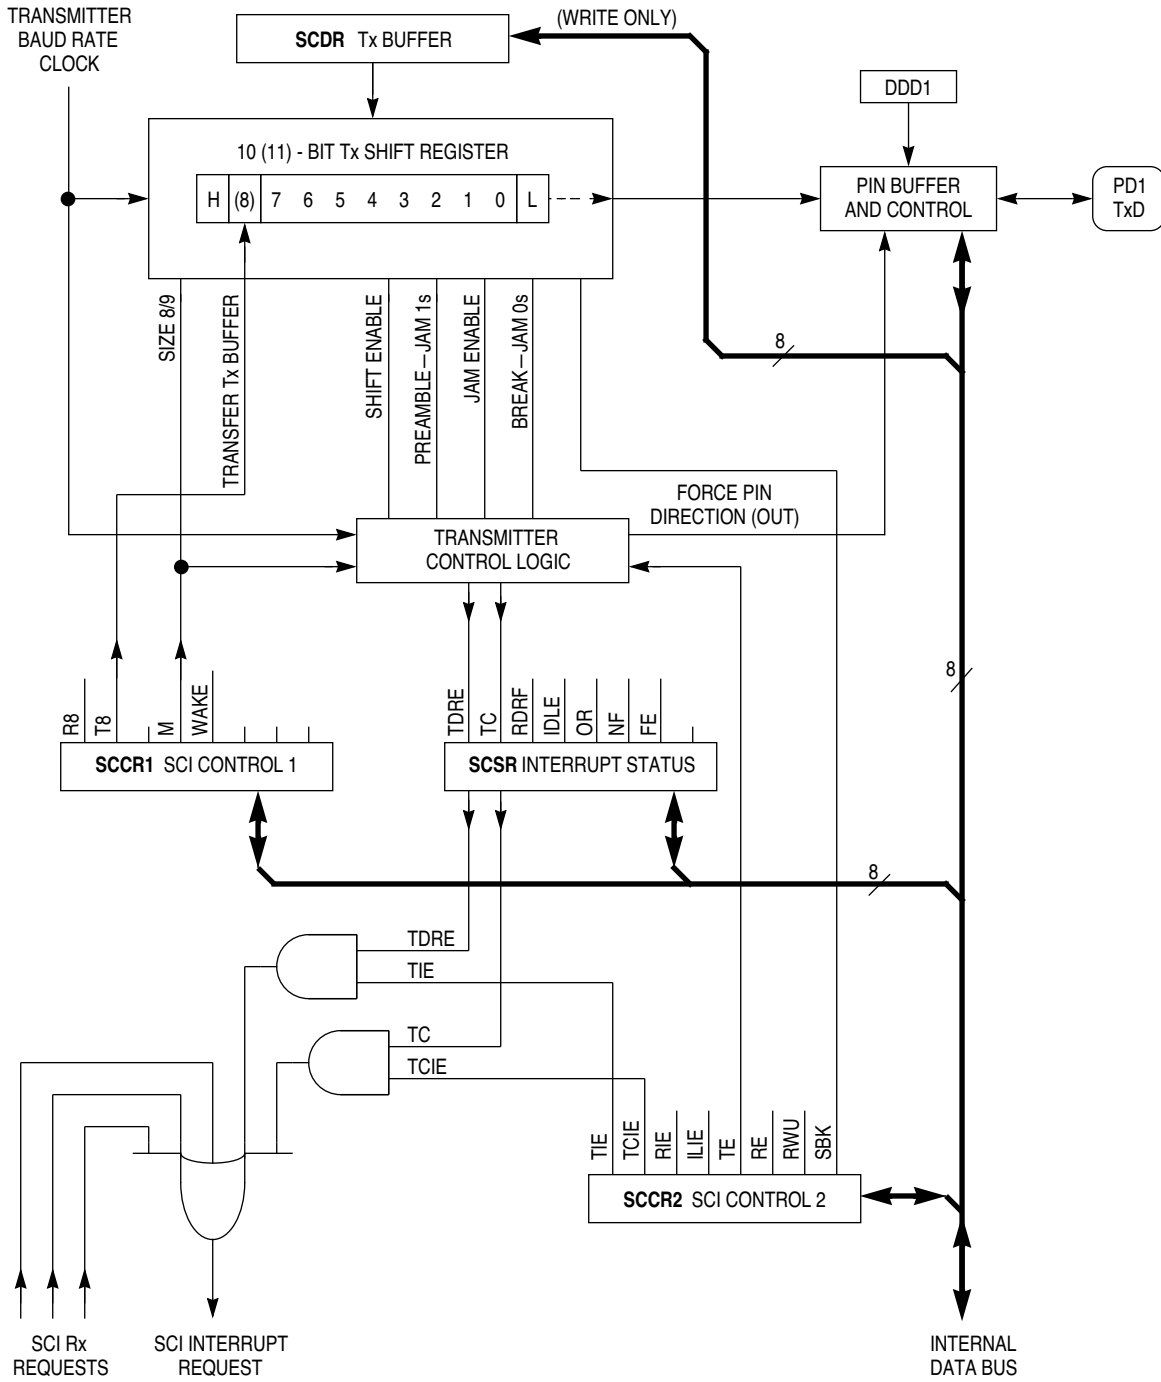 TRANSMITTER
BAUD RATE
CLOCK
SCDR Tx BUFFER
(WRITE ONLY)
DDD1
10 (11) - BIT Tx SHIFT REGISTER
H (8) 7 6 5 4 3 2 1 0 L
PIN BUFFER
AND CONTROL
PD1
TxD
SIZE 8/9
TRANSFER Tx BUFFER
SHIFT ENABLE
PREAMBLE—JAM 1s
JAM ENABLE
BREAK—JAM 0s
8
FORCE PIN
DIRECTION (OUT)
TRANSMITTER
CONTROL LOGIC
8
R8
T8
M
WAKE
TDRE
TC
RDRF
IDLE
OR
NF
FE
SCCR1 SCI CONTROL 1
SCSR INTERRUPT STATUS
8
TDRE
TIE
TC
TCIE
TIE
TCIE
RIE
ILIE
TE
RE
RWU
SBK
SCCR2 SCI CONTROL 2
SCI Rx
REQUESTS
SCI INTERRUPT
REQUEST
INTERNAL
DATA BUS